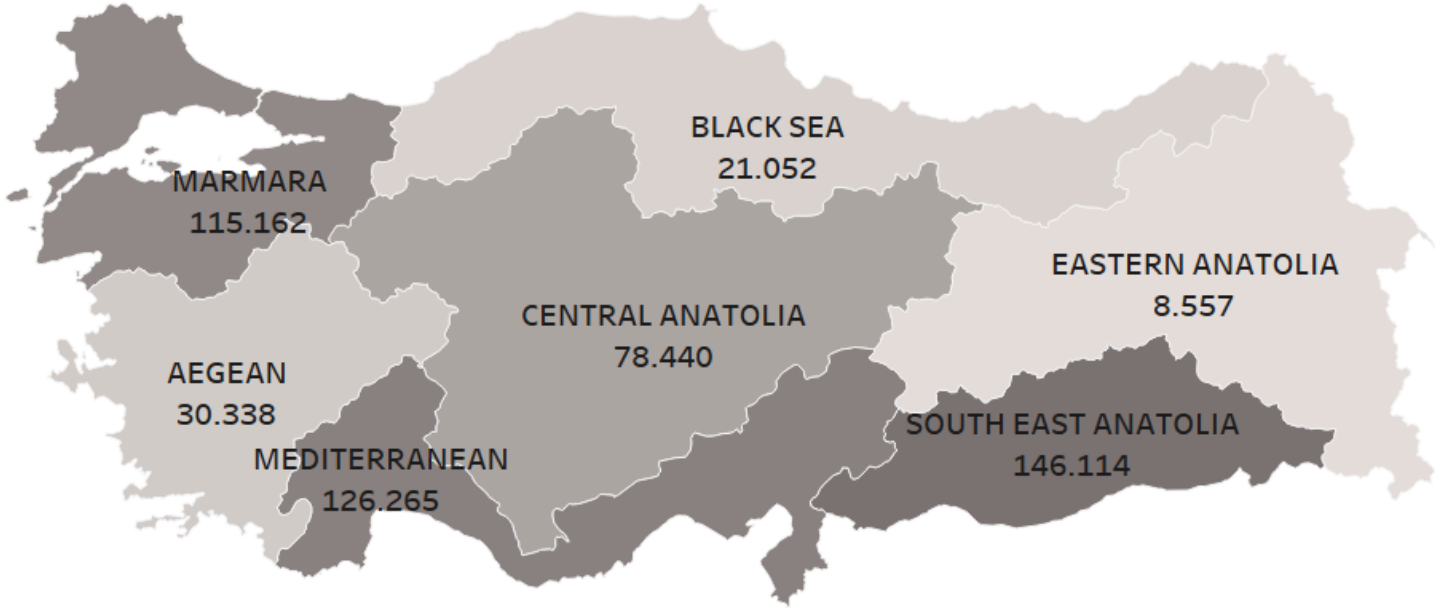 BLACK SEA
21.052
MARMARA
115.162
EASTERN ANATOLIA
8.557
CENTRAL ANATOLIA
78.440
AEGEAN
30.338
SOUTH EAST ANATOLIA
146.114
MEDITERRANEAN
126.265